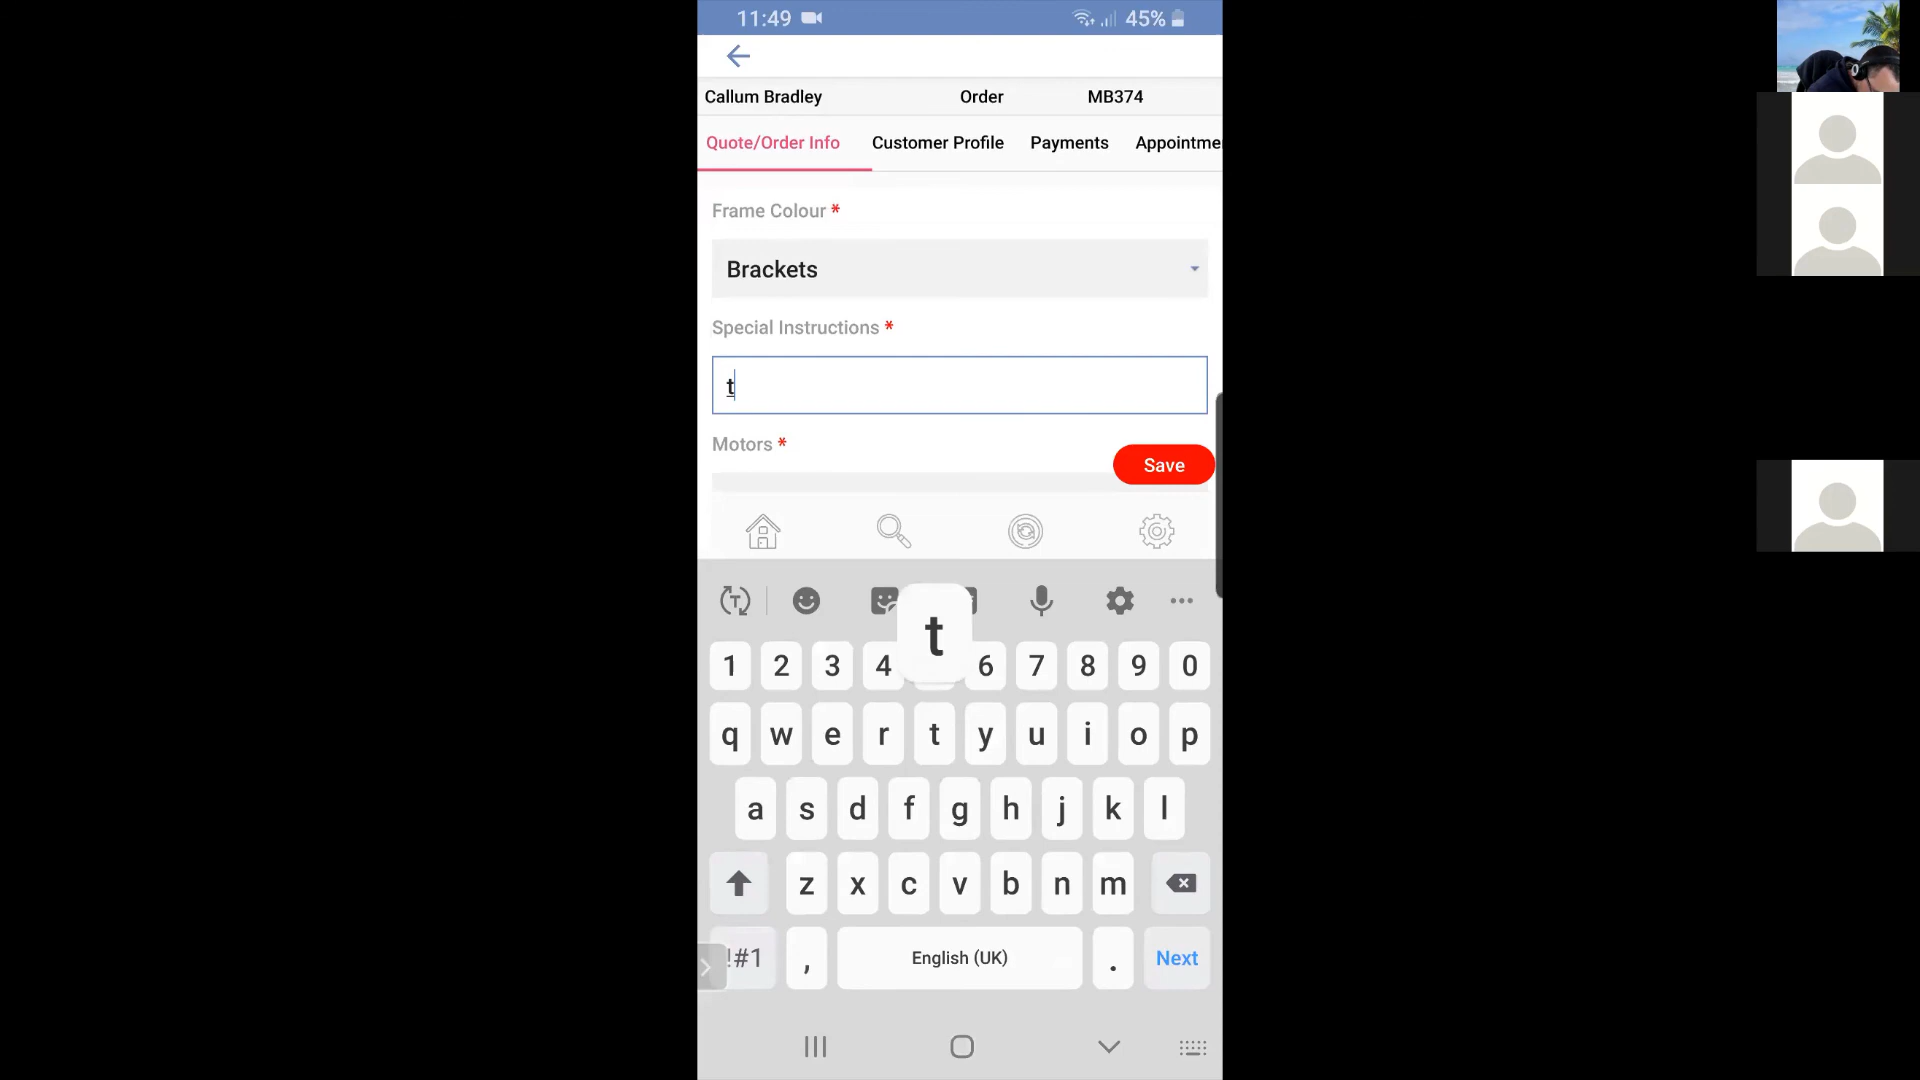 11:49 45%
Callum Bradley Order MB374
Quote/Order Info Customer Profile Payments Appointme
Frame Colour *
Brackets
Special Instructions *
t
Motors *
Save
T
t
1 2 3 4 6 7 8 9 0
q w e r t y u i o p
a s d f g h j k l
z x c v b n m
!#1 , English (UK) . Next